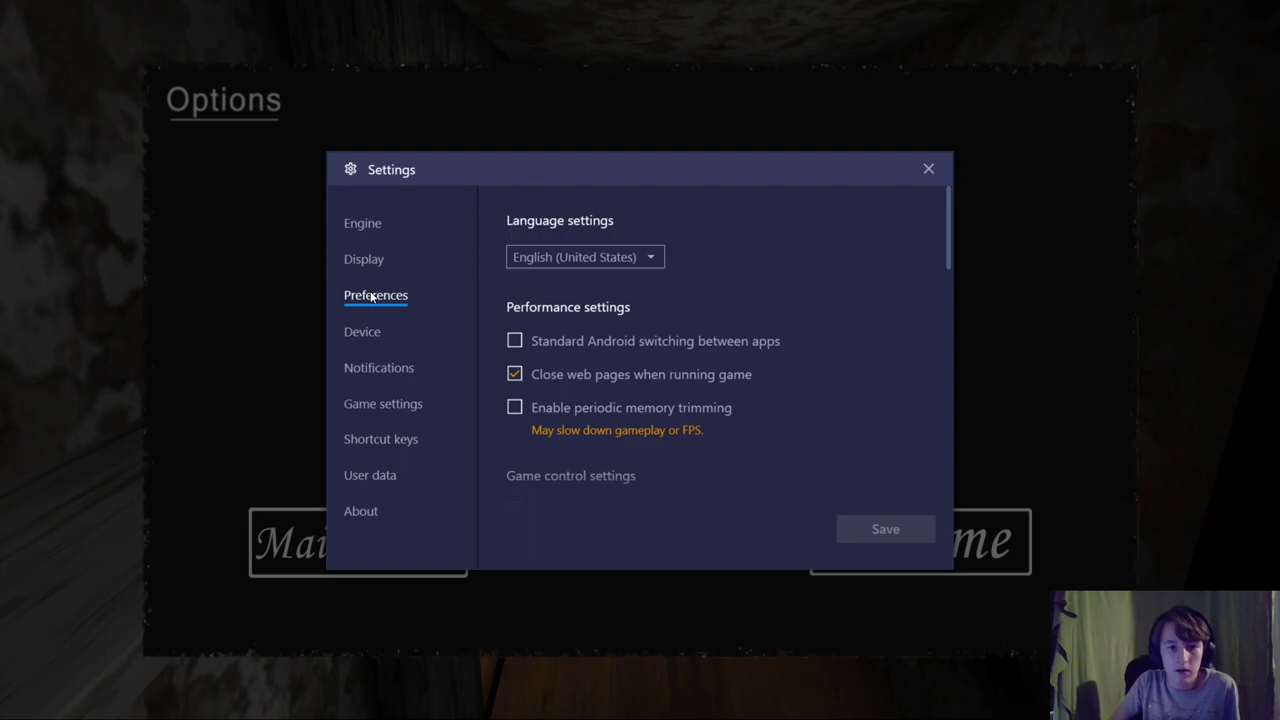 Options
Settings
Engine
Display
Preferences
Device
Notifications
Game settings
Shortcut keys
User data
About
Language settings
English (United States)
Performance settings
Standard Android switching between apps
Close web pages when running game
Enable periodic memory trimming
May slow down gameplay or FPS.
Game control settings
Save
Mai
me